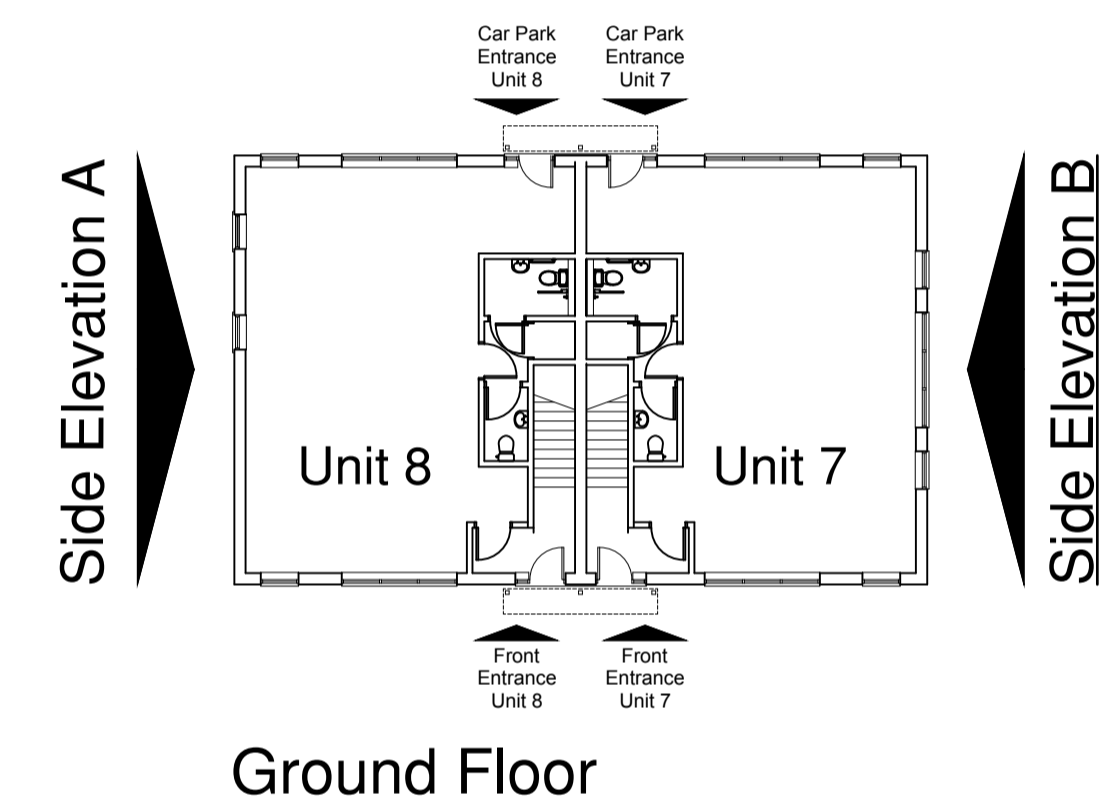 Car Park
Entrance
Unit 8
Car Park
Entrance
Unit 7
Side Elevation A
Side Elevation B
Unit 8
Unit 7
Front
Entrance
Unit 8
Front
Entrance
Unit 7
Ground Floor